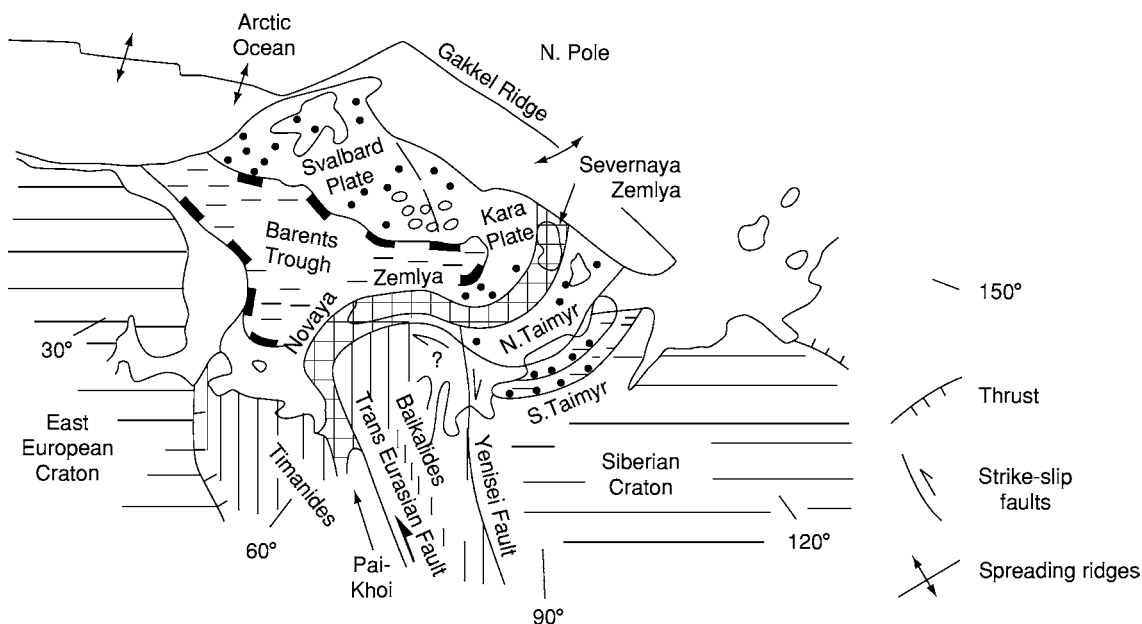 Arctic
Ocean
N. Pole
Gakkel Ridge
Svalbard
Plate
Severnaya
Zemlya
Kara
Plate
Barents
Trough
Zemlya
Novaya
N.Taimyr
S.Taimyr
?
150°
30°
East
European
Craton
Timanides
Trans Eurasian Fault
Baikalides
Yenisei Fault
Siberian
Craton
60°
Pai-
Khoi
90°
120°
Thrust
Strike-slip
faults
Spreading ridges